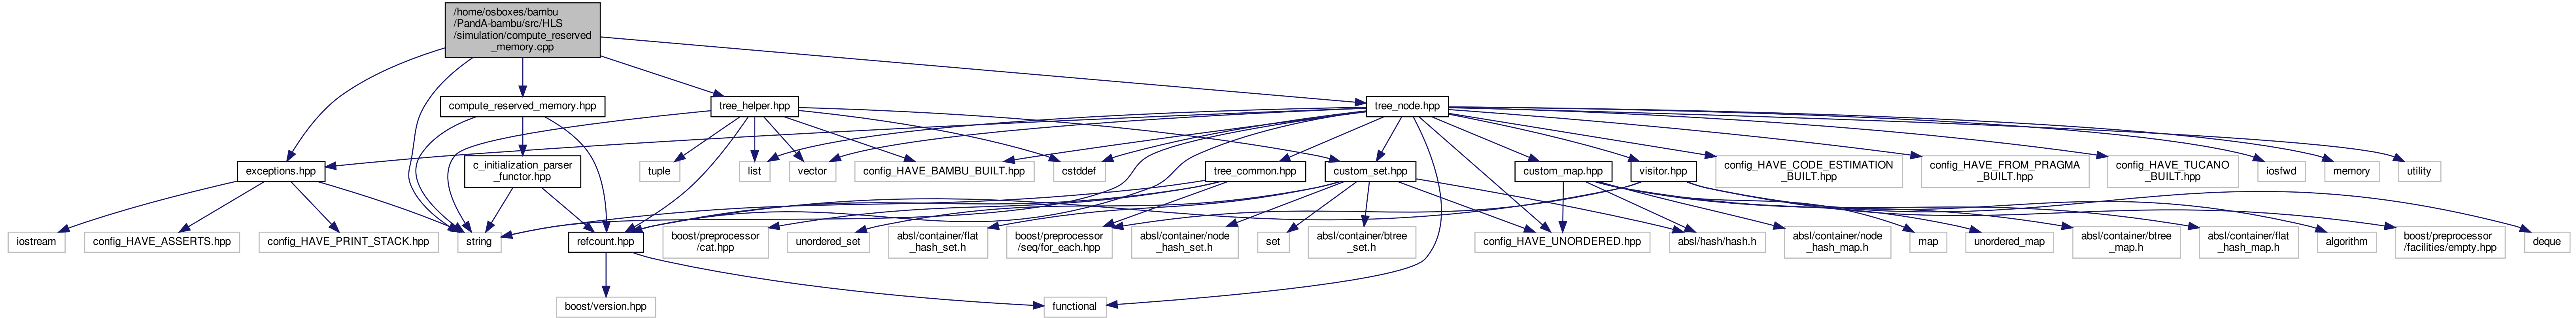 /home/osboxes/bambu
/PandA-bambu/src/HLS
/simulation/compute_reserved
_memory.cpp
compute_reserved_memory.hpp
tree_helper.hpp
tree_node.hpp
exceptions.hpp
c_initialization_parser
_functor.hpp
tuple
list
vector
config_HAVE_BAMBU_BUILT.hpp
cstddef
tree_common.hpp
custom_set.hpp
custom_map.hpp
visitor.hpp
config_HAVE_CODE_ESTIMATION
_BUILT.hpp
config_HAVE_FROM_PRAGMA
_BUILT.hpp
config_HAVE_TUCANO
_BUILT.hpp
iosfwd
memory
utility
iostream
config_HAVE_ASSERTS.hpp
config_HAVE_PRINT_STACK.hpp
string
refcount.hpp
boost/preprocessor
/cat.hpp
unordered_set
absl/container/flat
_hash_set.h
boost/preprocessor
/seq/for_each.hpp
absl/container/node
_hash_set.h
set
absl/container/btree
_set.h
config_HAVE_UNORDERED.hpp
absl/hash/hash.h
absl/container/node
_hash_map.h
map
unordered_map
absl/container/btree
_map.h
absl/container/flat
_hash_map.h
algorithm
boost/preprocessor
/facilities/empty.hpp
deque
boost/version.hpp
functional